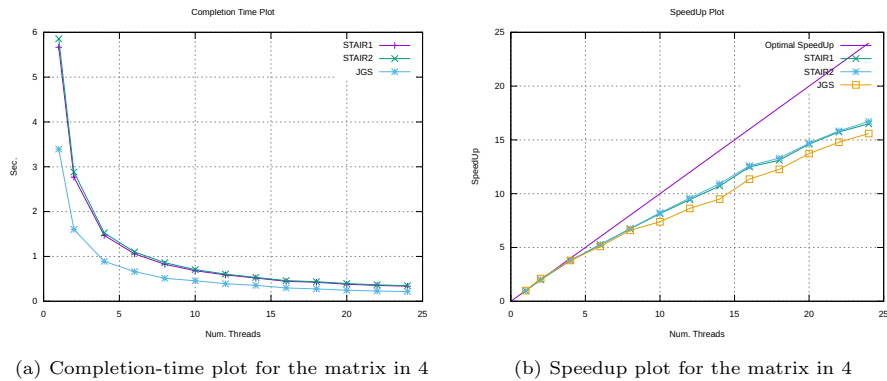 Completion Time Plot
STAIR1
STAIR2
JGS
Sec.
6
5
4
3
2
1
0
0 5 10 15 20 25
Num. Threads
(a) Completion-time plot for the matrix in 4
SpeedUp Plot
Optimal SpeedUp
STAIR1
STAIR2
JGS
SpeedUp
25
20
15
10
5
0
0 5 10 15 20 25
Num. Threads
(b) Speedup plot for the matrix in 4